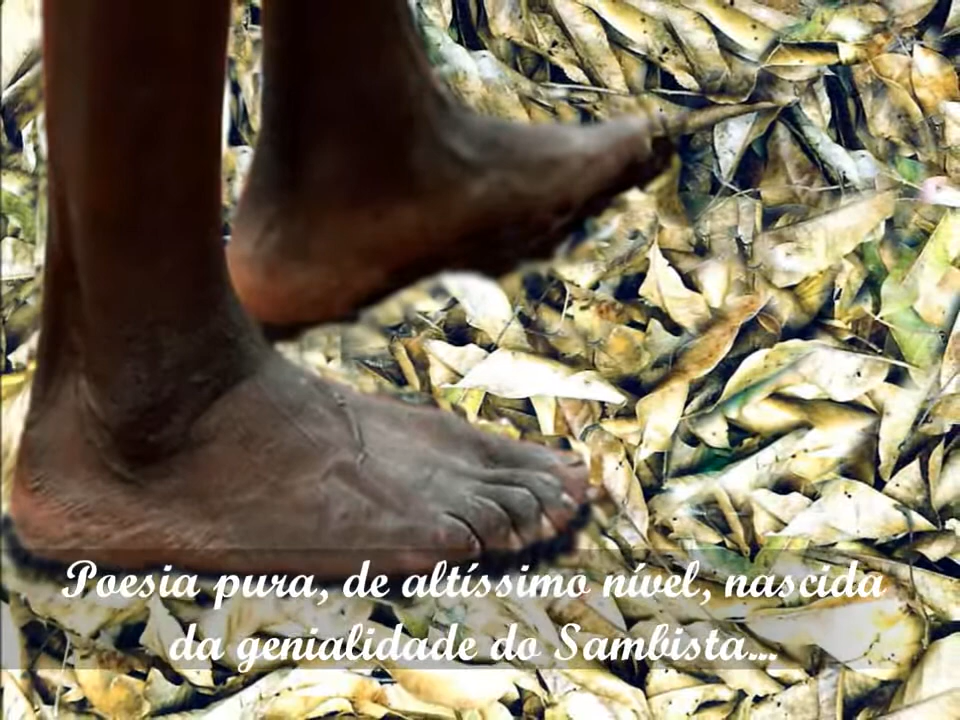 Poesia pura, de altíssimo nível, nascida
da genialidade do Sambista...